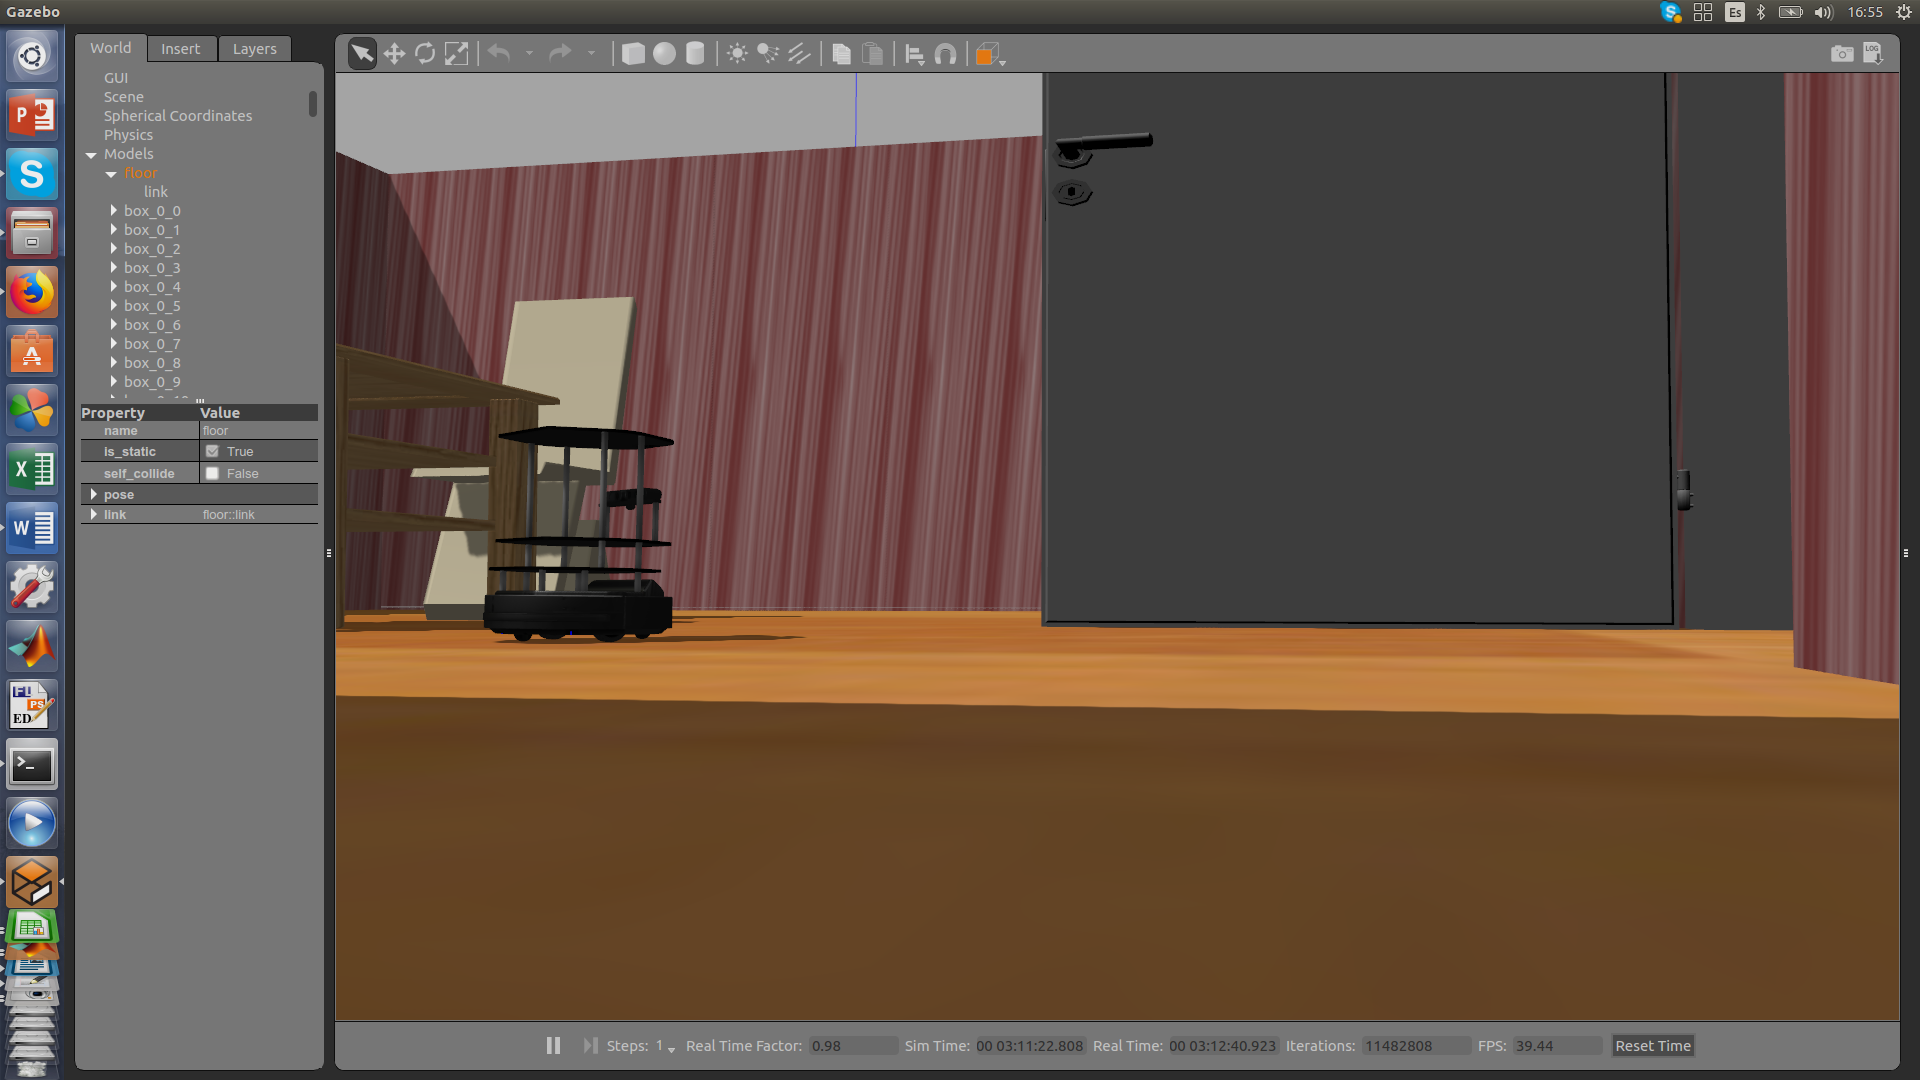 Gazebo
Es
16:55
World
Insert
Layers
LOG
GUI
Scene
Spherical Coordinates
Physics
Models
floor
link
box_0_0
box_0_1
box_0_2
box_0_3
box_0_4
box_0_5
box_0_6
box_0_7
box_0_8
box_0_9
Property Value
name floor
is_static True
self_collide False
pose
link floor::link
Steps: 1 Real Time Factor: 0.98 Sim Time: 00 03:11:22.808 Real Time: 00 03:12:40.923 Iterations: 11482808 FPS: 39.44 Reset Time